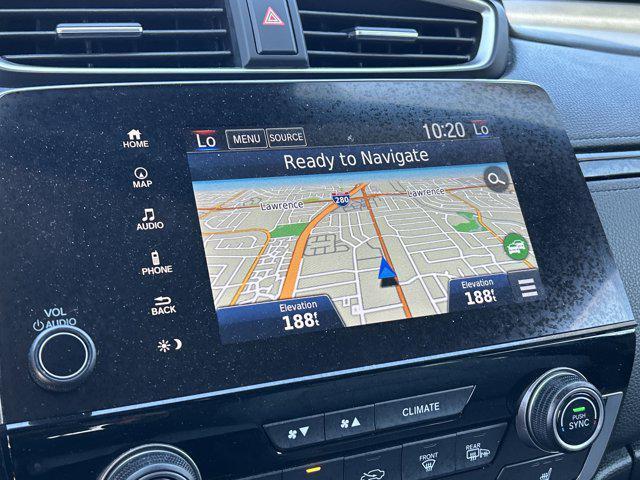 Lo MENU SOURCE 10:20 Lo
Ready to Navigate
HOME
MAP
AUDIO
PHONE
BACK
Lawrence
280
Lawrence
Elevation
188ft
Elevation
188ft
VOL
AUDIO
CLIMATE
PUSH
SYNC
FRONT
REAR